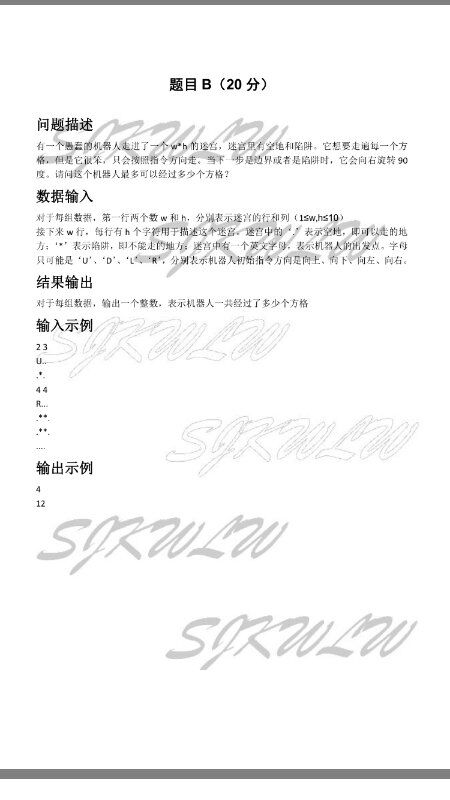 题目 B（20 分）
问题描述
有一个愚蠢的机器人走进了一个 w*h 的迷宫，迷宫里有空地和陷阱。它想要走遍每一个方
格，但是它很笨，只会按照指令方向走。当下一步是边界或者是陷阱时，它会向右旋转 90
度。请问这个机器人最多可以经过多少个方格？
数据输入
对于每组数据，第一行两个数 w 和 h，分别表示迷宫的行和列（1≤w,h≤10）
接下来 w 行，每行有 h 个字符用于描述这个迷宫。迷宫中的‘.’表示空地，即可以走的地
方；‘*’表示陷阱，即不能走的地方；迷宫中有一个英文字母，表示机器人的出发点。字母
只可能是‘U’、‘D’、‘L’、‘R’，分别表示机器人初始指令方向是向上、向下、向左、向右。
结果输出
对于每组数据，输出一个整数，表示机器人一共经过了多少个方格
输入示例
2 3
U..
.*.
4 4
R...
.**.
.**.
....
输出示例
4
12
SJKWLW
SJKWLW
SJKWLW
SJKWLW
SJKWLW
SJKWLW